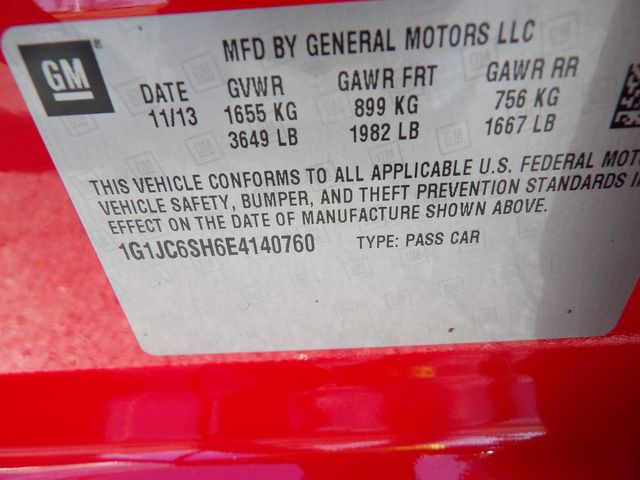 GM
MFD BY GENERAL MOTORS LLC
DATE GVWR GAWR FRT GAWR RR
11/13 1655 KG 899 KG 756 KG
3649 LB 1982 LB 1667 LB
THIS VEHICLE CONFORMS TO ALL APPLICABLE U.S. FEDERAL MOT
VEHICLE SAFETY, BUMPER, AND THEFT PREVENTION STANDARDS I
EFFECT ON THE DATE OF MANUFACTURE SHOWN ABOVE.
1G1JC6SH6E4140760 TYPE: PASS CAR